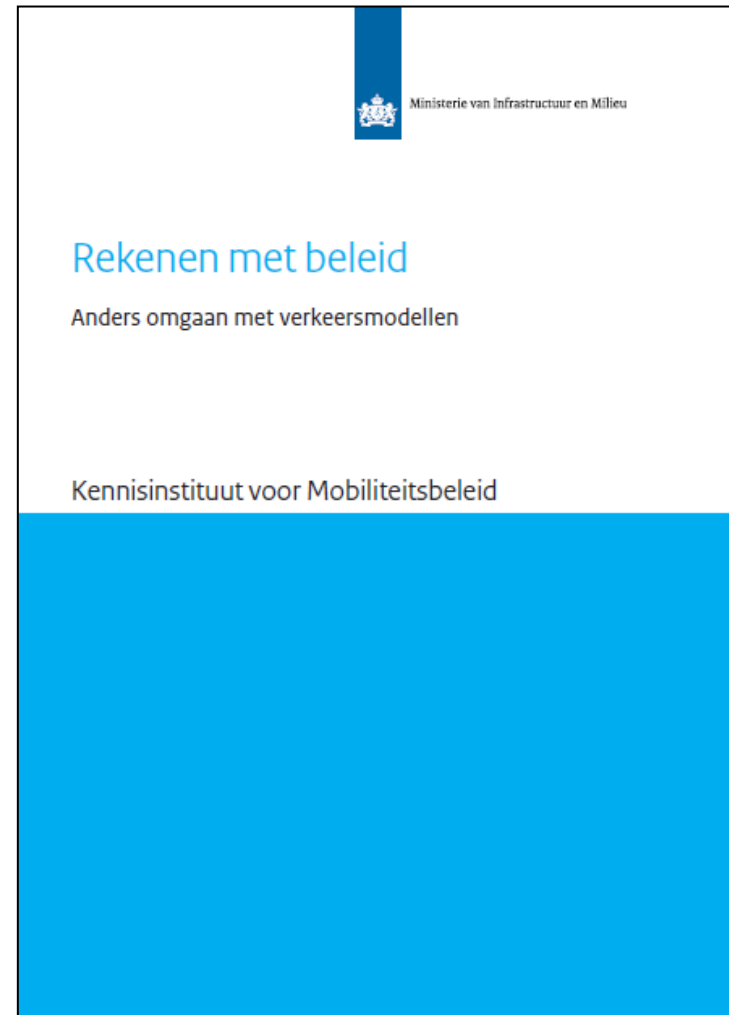 Ministerie van Infrastructuur en Milieu
Rekenen met beleid
Anders omgaan met verkeersmodellen
Kennisinstituut voor Mobiliteitsbeleid